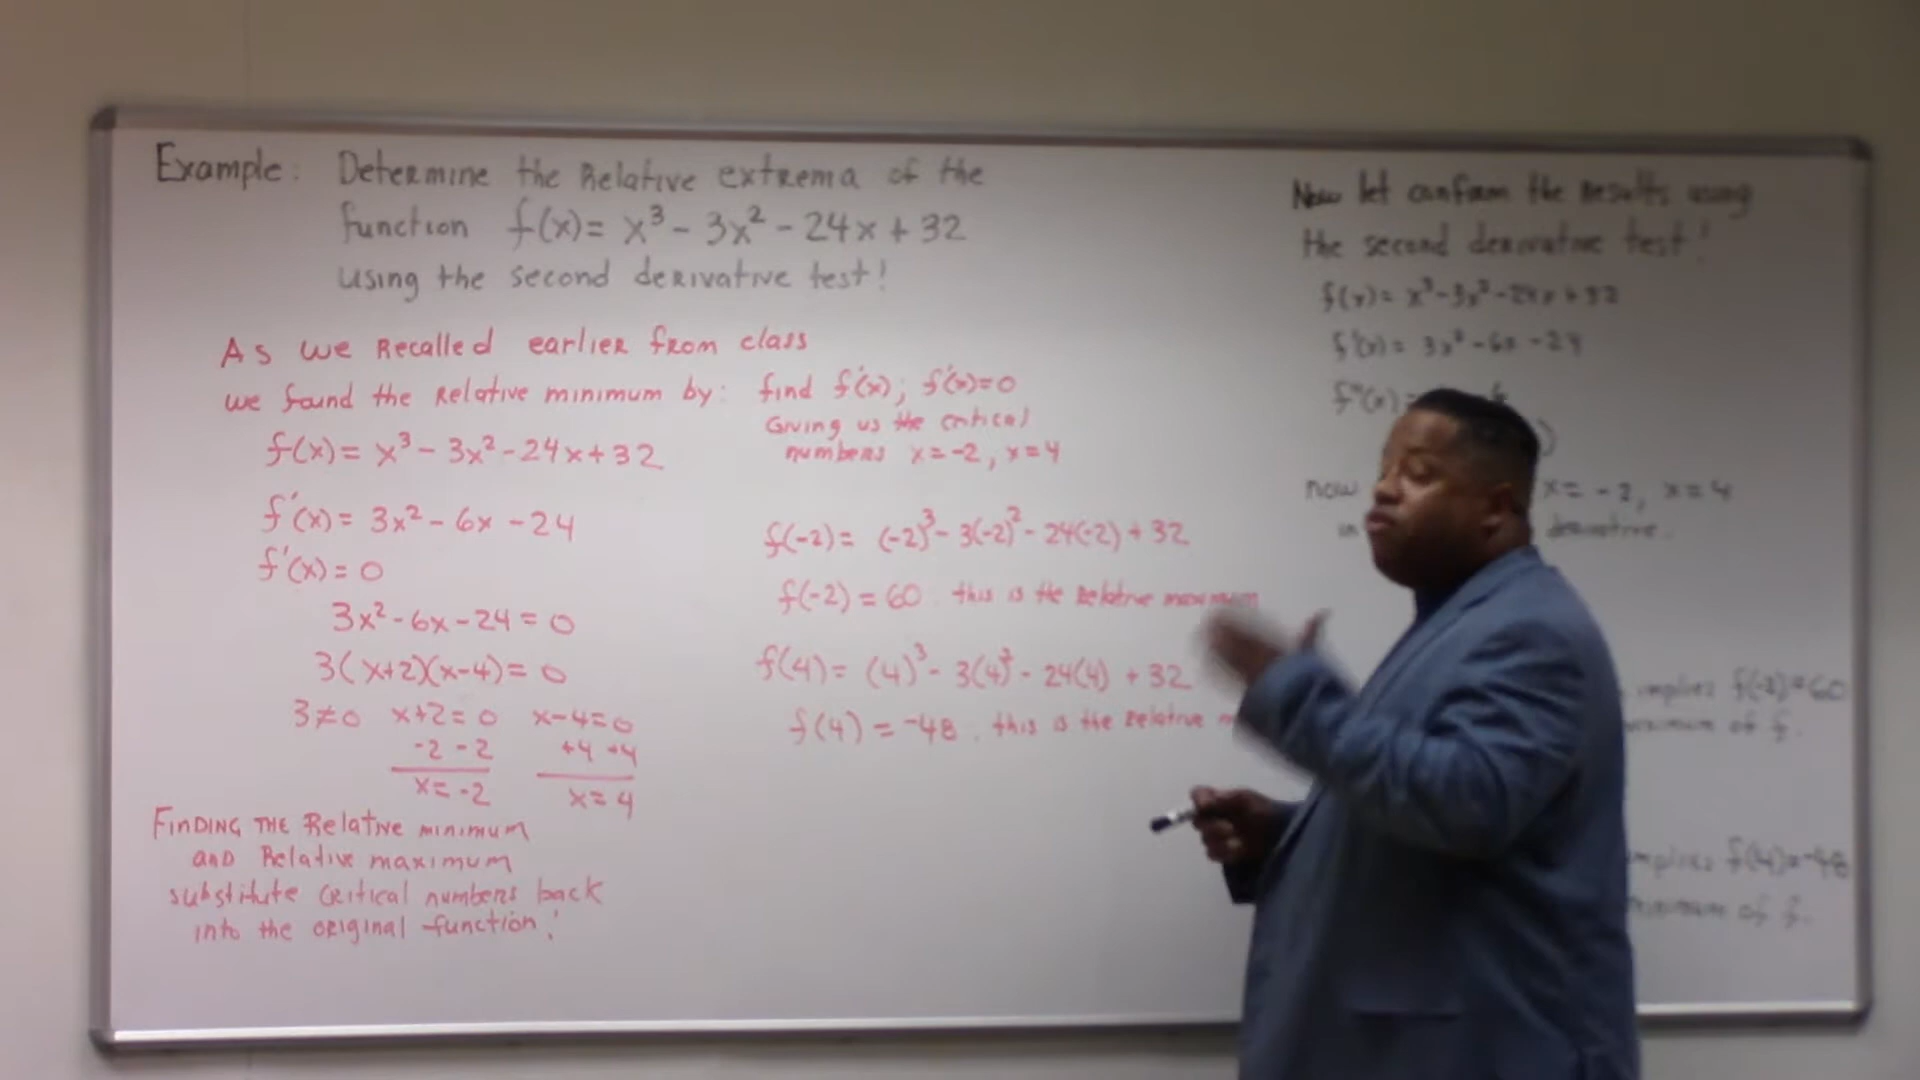 Example: Determine the Relative extrema of the
function f(x) = x³ - 3x² - 24x + 32
using the second derivative test!
As we Recalled earlier from class
we found the Relative minimum by: find f'(x); f'(x)=0
Giving us the critical
numbers x = -2, x = 4
f(x) = x³ - 3x² - 24x + 32
f'(x) = 3x² - 6x - 24
f'(x) = 0
3x² - 6x - 24 = 0
3(x+2)(x-4) = 0
3≠0 x+2=0 x-4=0
-2 -2 +4 +4
x = -2 x = 4
Finding the Relative minimum
and Relative maximum
substitute critical numbers back
into the original function!
f(-2) = (-2)³ - 3(-2)² - 24(-2) + 32
f(-2) = 60. this is the Relative maximum
f(4) = (4)³ - 3(4)² - 24(4) + 32
f(4) = -48. this is the Relative
Now let confirm the Results using
the second derivative test!
f(x) = x³ - 3x² - 24x + 32
f'(x) = 3x² - 6x - 24
f''(x) =
now x = -2, x = 4
in derivative.
implies f(-2)=60
of f.
implies f(4)=-48
minimum of f.